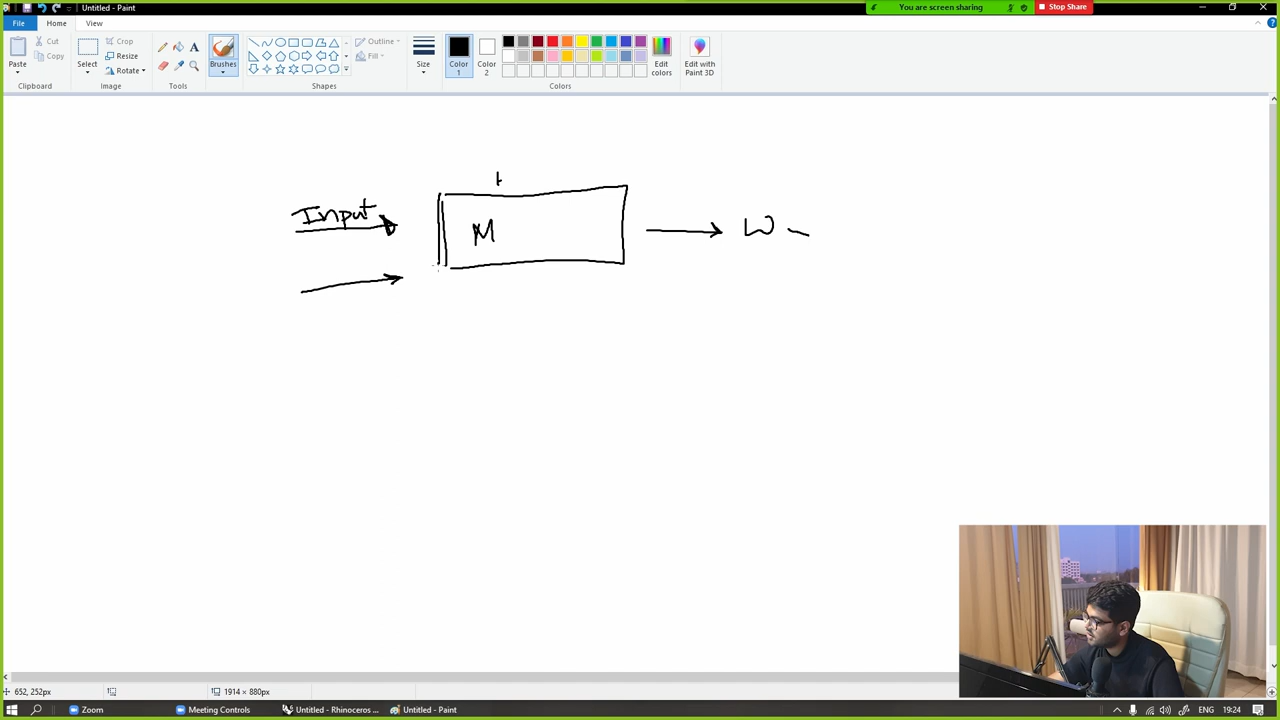 Untitled - Paint
You are screen sharing
Stop Share
File
Home
View
Paste
Cut
Copy
Clipboard
Select
Crop
Resize
Rotate
Image
Tools
Brushes
Shapes
Outline
Fill
Size
Color 1
Color 2
Edit colors
Colors
Edit with Paint 3D
Input
M
W
652, 252px
1914 × 880px
Zoom
Meeting Controls
Untitled - Rhinoceros ...
Untitled - Paint
ENG
19:24